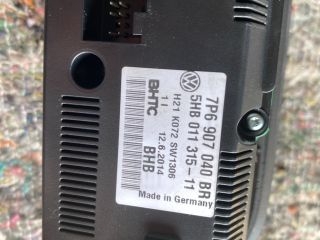 7P6 907 040 BR
5HB 011 315-11
H21 K072 SW1306
1 I
BHTC
12.6.2014
BHB
Made in Germany